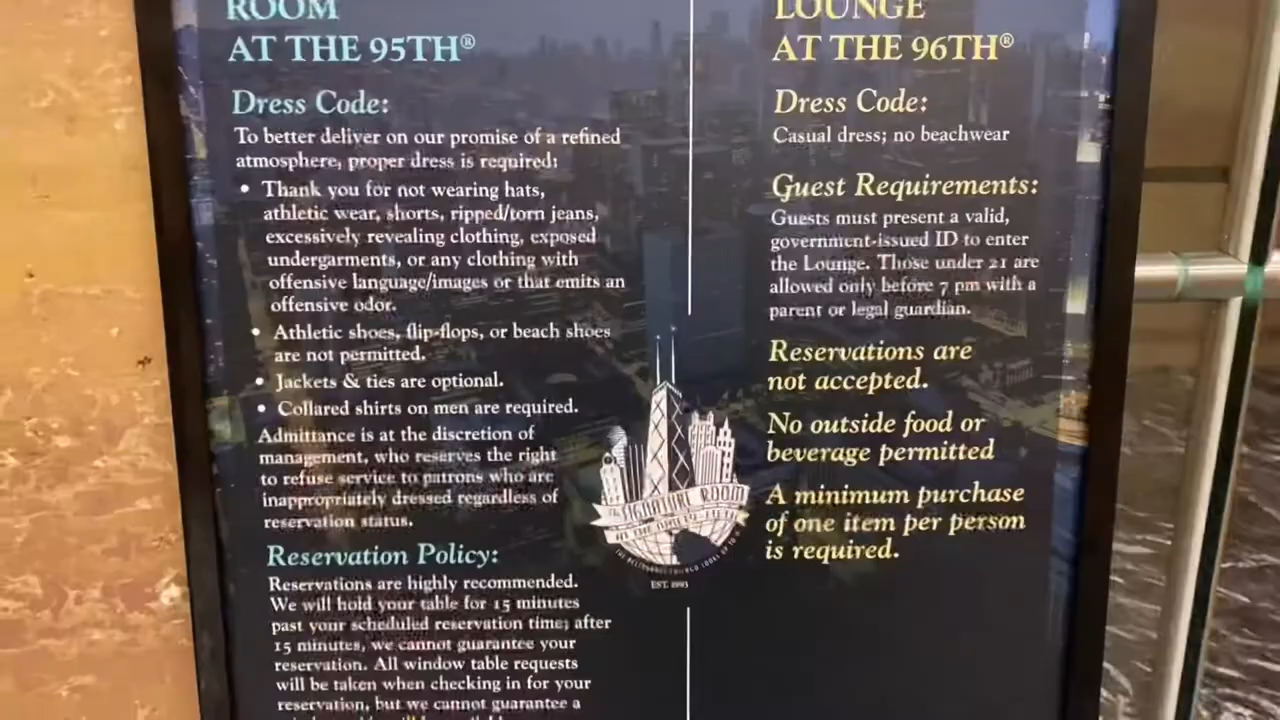 ROOM
AT THE 95TH®
Dress Code:
To better deliver on our promise of a refined
atmosphere, proper dress is required:
• Thank you for not wearing hats,
athletic wear, shorts, ripped/torn jeans,
excessively revealing clothing, exposed
undergarments, or any clothing with
offensive language/images or that emits an
offensive odor.
• Athletic shoes, flip-flops, or beach shoes
are not permitted.
• Jackets & ties are optional.
• Collared shirts on men are required.
Admittance is at the discretion of
management, who reserves the right
to refuse service to patrons who are
inappropriately dressed regardless of
reservation status.
Reservation Policy:
Reservations are highly recommended.
We will hold your table for 15 minutes
past your scheduled reservation time; after
15 minutes, we cannot guarantee your
reservation. All window table requests
will be taken when checking in for your
reservation, but we cannot guarantee a
SIGNATURE ROOM
EST. 1993
LOUNGE
AT THE 96TH®
Dress Code:
Casual dress; no beachwear
Guest Requirements:
Guests must present a valid,
government-issued ID to enter
the Lounge. Those under 21 are
allowed only before 7 pm with a
parent or legal guardian.
Reservations are
not accepted.
No outside food or
beverage permitted
A minimum purchase
of one item per person
is required.